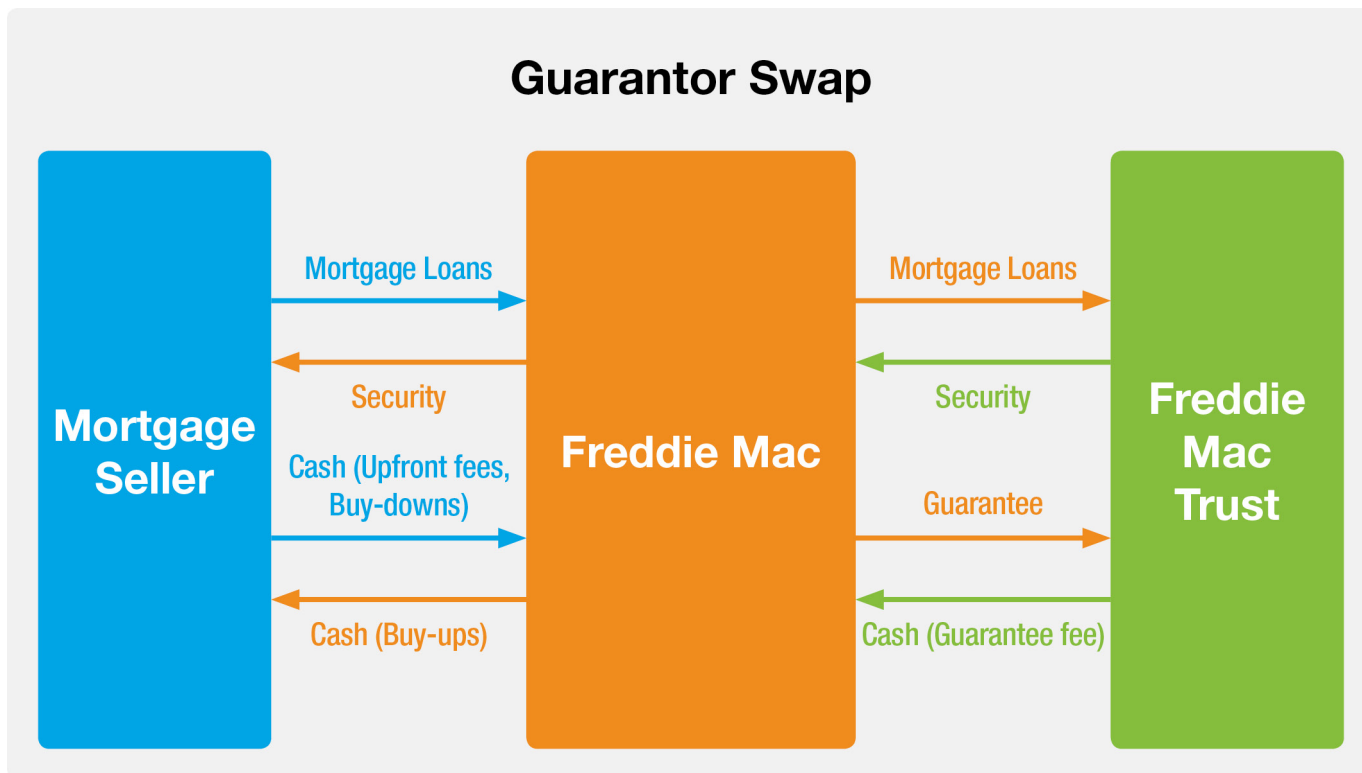 Guarantor Swap
Mortgage Loans
Mortgage Loans
Security
Security
Mortgage
Seller
Cash (Upfront fees,
Buy-downs)
Freddie Mac
Guarantee
Freddie
Mac
Trust
Cash (Buy-ups)
Cash (Guarantee fee)